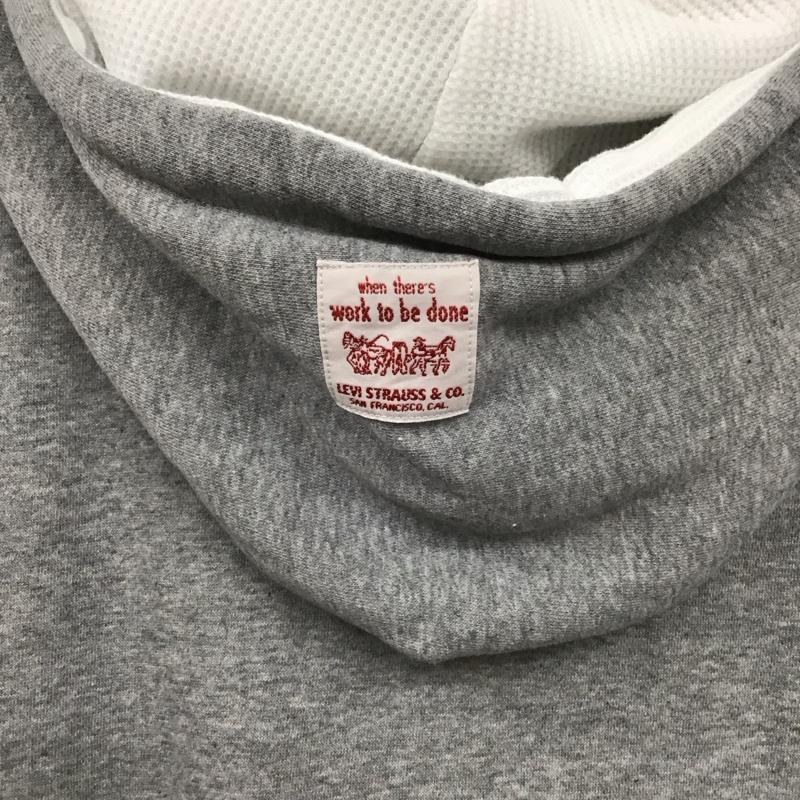 when there's
work to be done
LEVI STRAUSS & CO.
SAN FRANCISCO, CAL.